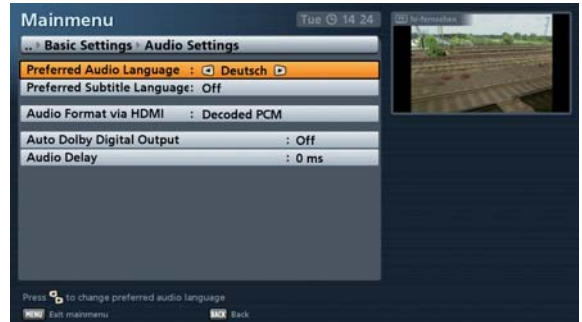 Mainmenu
Tue 14 24
.. Basic Settings Audio Settings
Preferred Audio Language : Deutsch
Preferred Subtitle Language: Off
Audio Format via HDMI : Decoded PCM
Auto Dolby Digital Output : Off
Audio Delay : 0 ms
Press to change preferred audio language
MENU Exit mainmenu
BACK Back